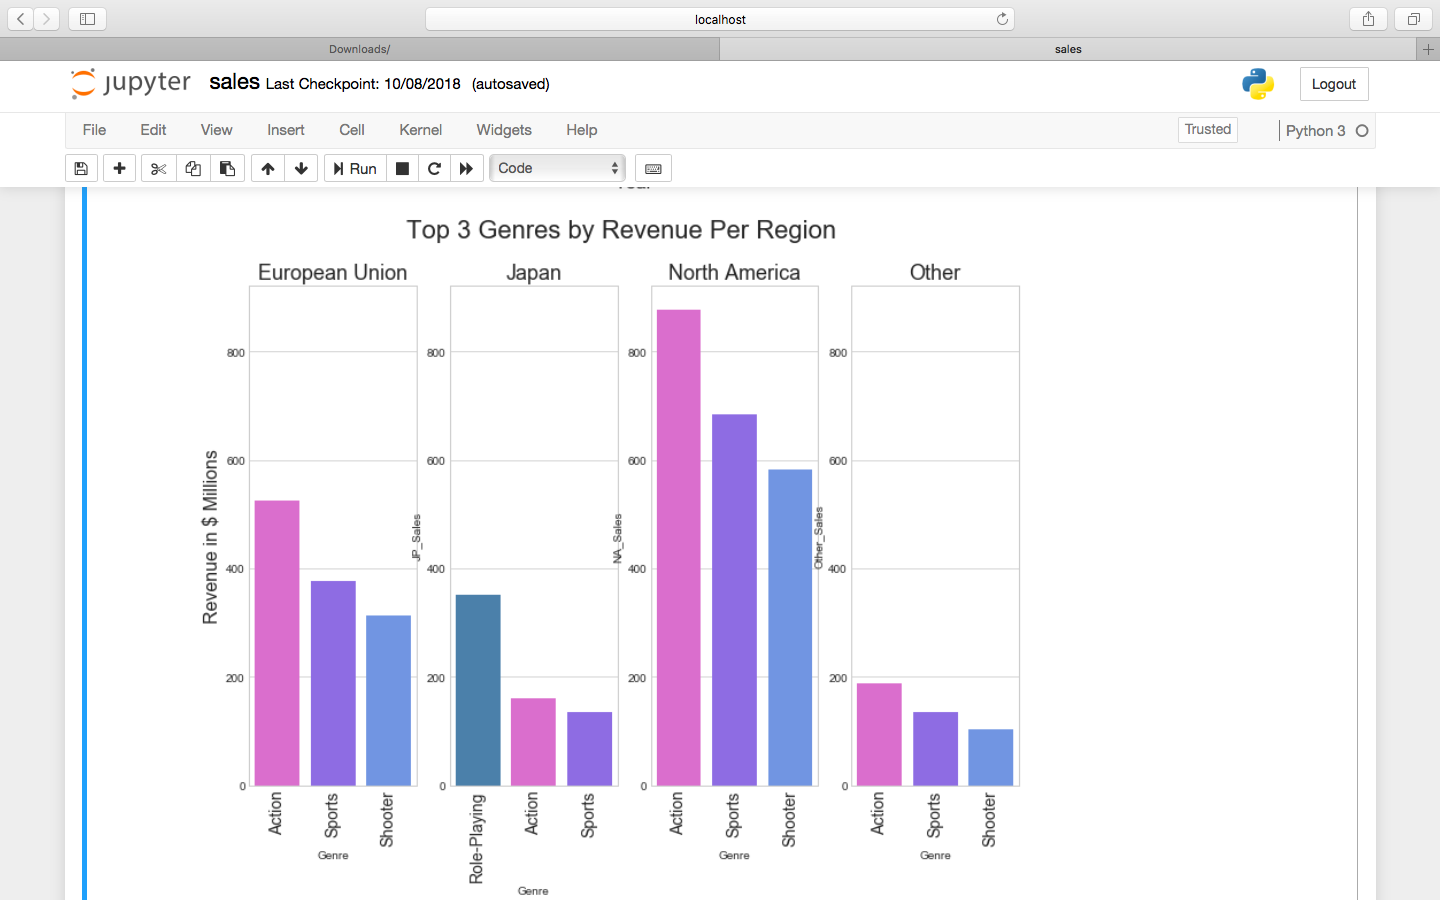 localhost
Downloads/
sales
jupyter sales Last Checkpoint: 10/08/2018 (autosaved)
Logout
File Edit View Insert Cell Kernel Widgets Help
Trusted
Python 3
Run
Code
Top 3 Genres by Revenue Per Region
European Union
Japan
North America
Other
Revenue in $ Millions
800
600
400
200
0
Action
Sports
Shooter
Genre
JP_Sales
800
600
400
200
0
Role-Playing
Action
Sports
Genre
NA_Sales
800
600
400
200
0
Action
Sports
Shooter
Genre
Other_Sales
800
600
400
200
0
Action
Sports
Shooter
Genre